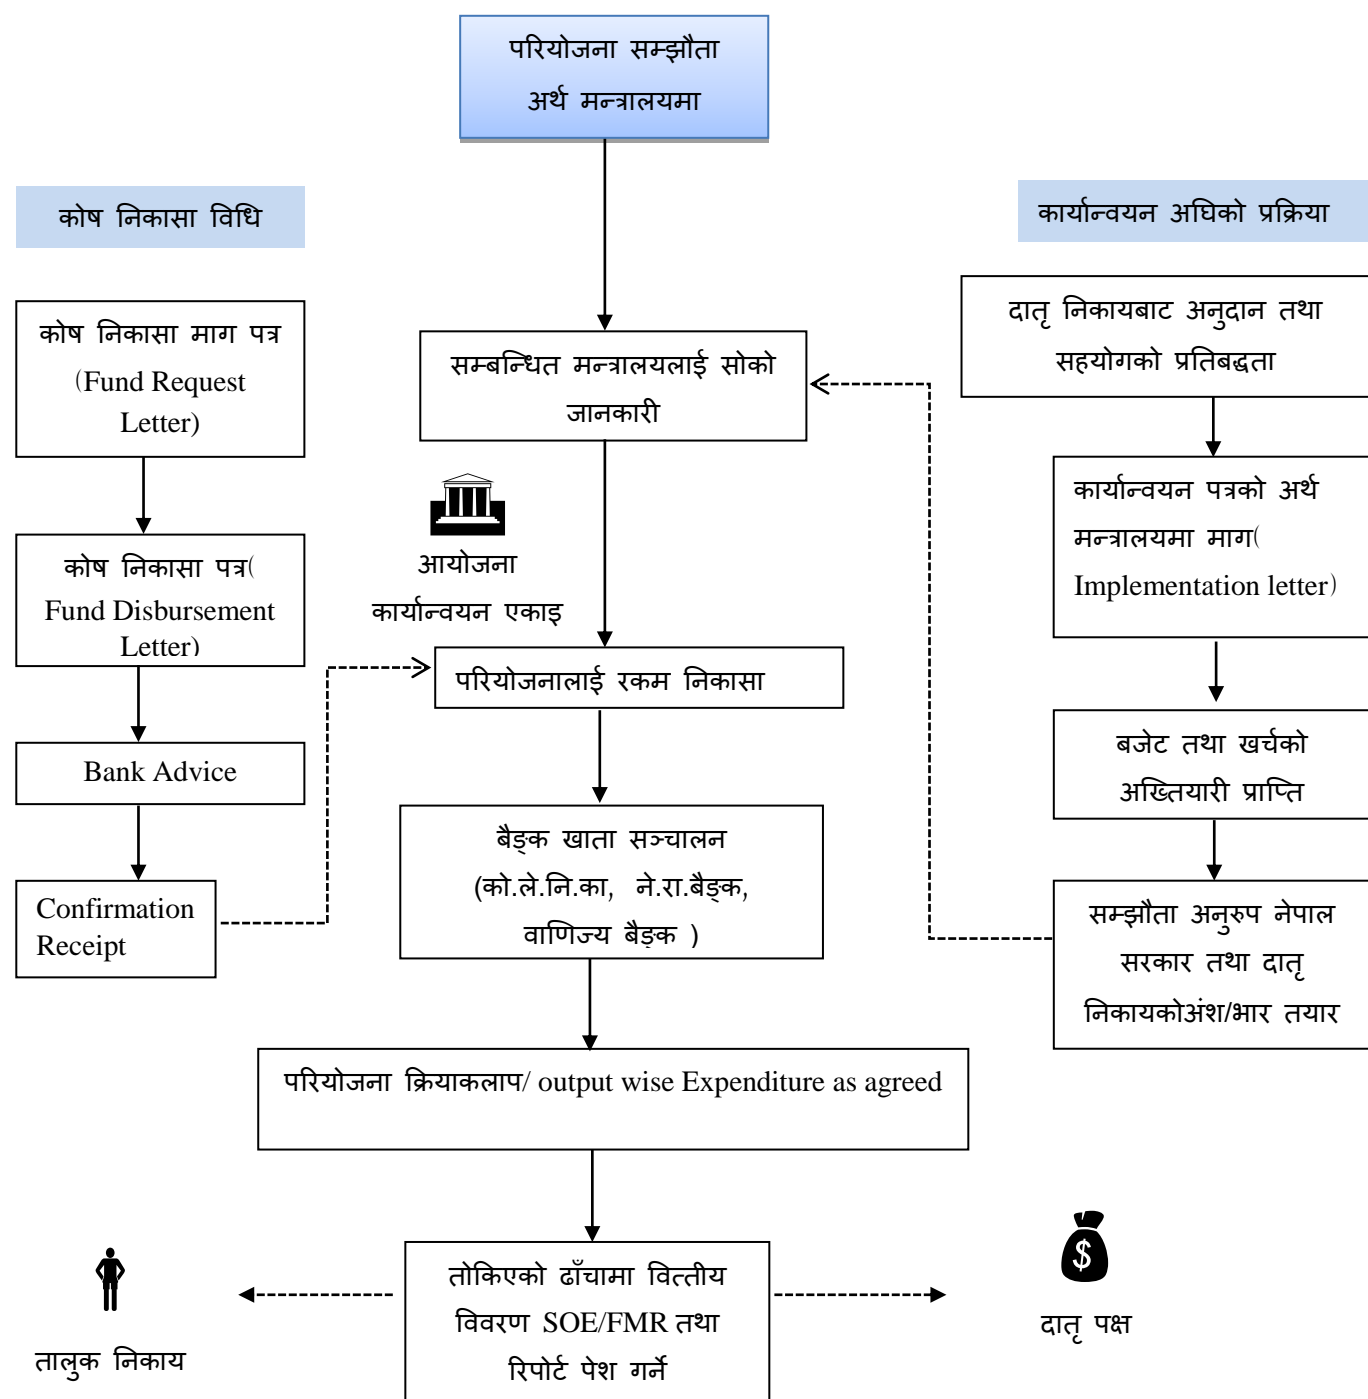 परियोजना सम्झौता
अर्थ मन्त्रालयमा
कोष निकासा विधि
कोष निकासा माग पत्र
(Fund Request
Letter)
कोष निकासा पत्र(
Fund Disbursement
Letter)
Bank Advice
Confirmation
Receipt
सम्बन्धित मन्त्रालयलाई सोको
जानकारी
आयोजना
कार्यान्वयन एकाइ
परियोजनालाई रकम निकासा
बैङ्क खाता सञ्चालन
(को.ले.नि.का, ने.रा.बैङ्क,
वाणिज्य बैङ्क )
परियोजना क्रियाकलाप/ output wise Expenditure as agreed
कार्यान्वयन अघिको प्रक्रिया
दातृ निकायबाट अनुदान तथा
सहयोगको प्रतिबद्धता
कार्यान्वयन पत्रको अर्थ
मन्त्रालयमा माग(
Implementation letter)
बजेट तथा खर्चको
अख्तियारी प्राप्ति
सम्झौता अनुरुप नेपाल
सरकार तथा दातृ
निकायकोअंश/भार तयार
तालुक निकाय
तोकिएको ढाँचामा वित्तीय
विवरण SOE/FMR तथा
रिपोर्ट पेश गर्ने
$
दातृ पक्ष